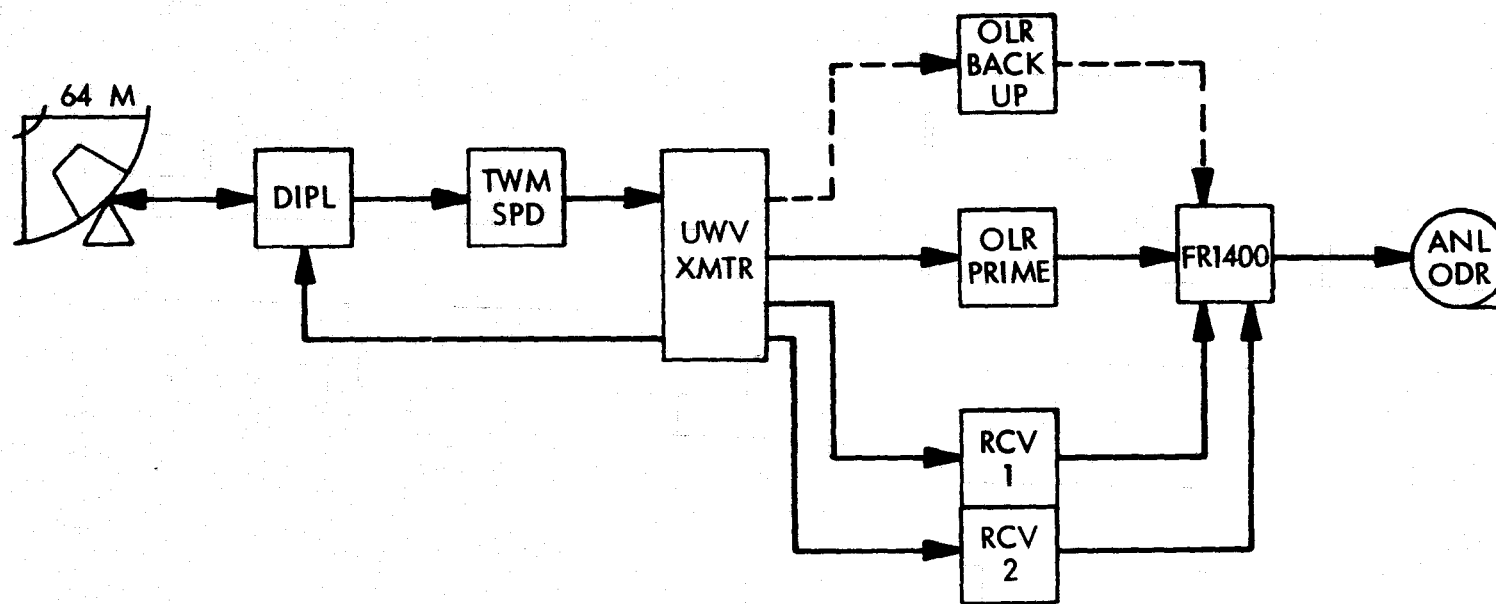 64 M
DIPL
TWM
SPD
UWV
XMTR
OLR
BACK
UP
OLR
PRIME
RCV
1
RCV
2
FR1400
ANL
ODR